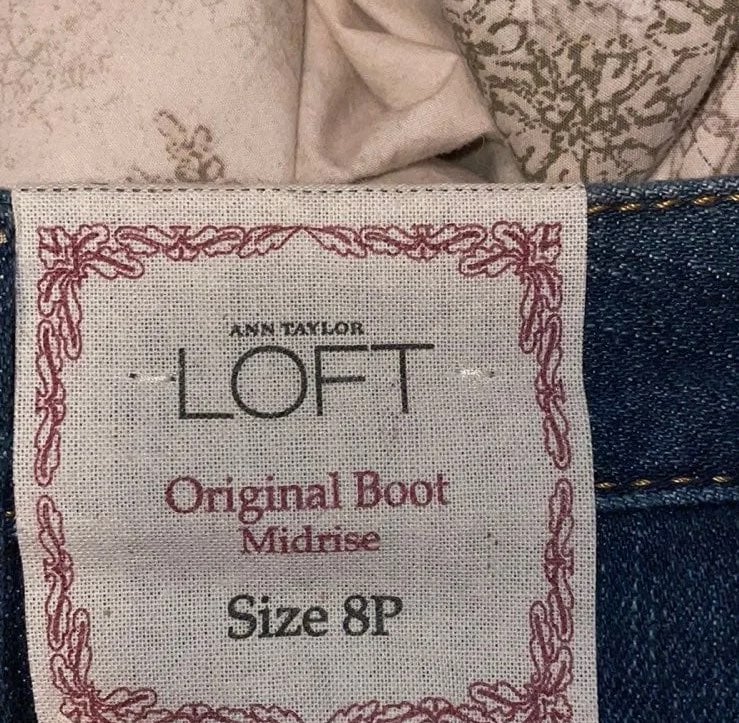 ANN TAYLOR
LOFT
Original Boot
Midrise
Size 8P